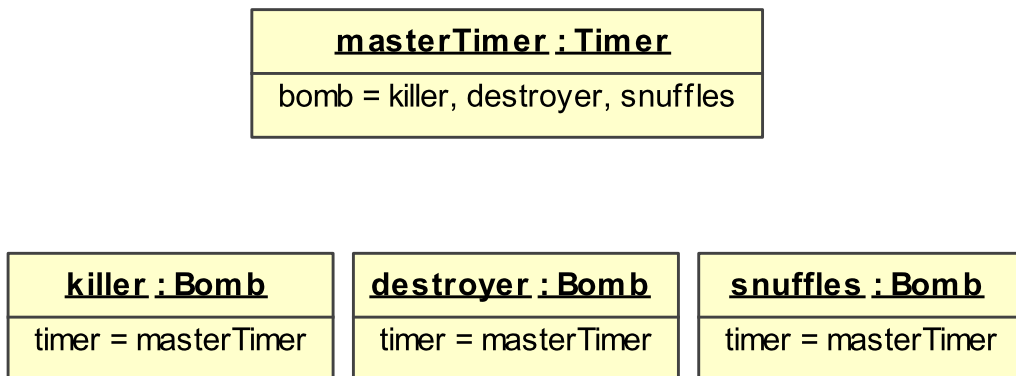 masterTimer : Timer
bomb = killer, destroyer, snuffles
killer : Bomb
timer = masterTimer
destroyer : Bomb
timer = masterTimer
snuffles : Bomb
timer = masterTimer